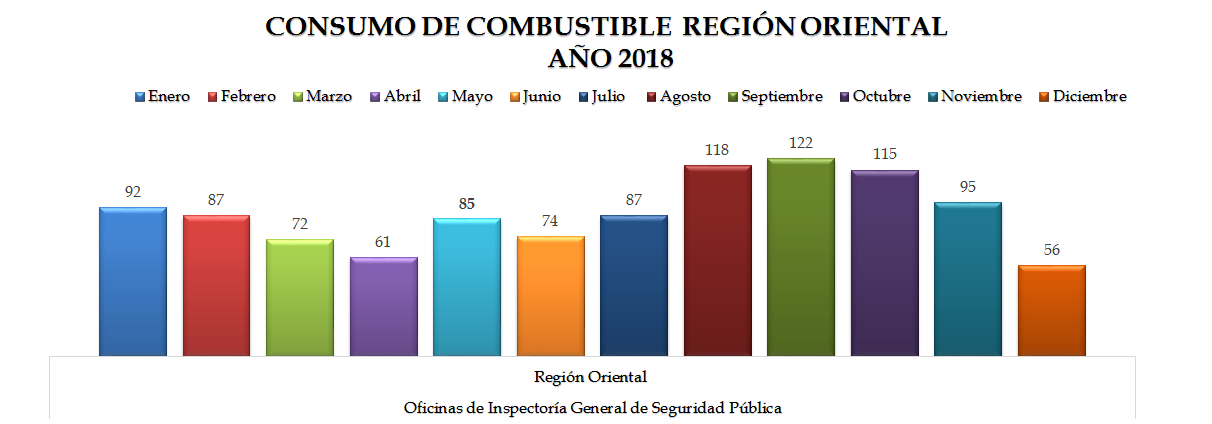 CONSUMO DE COMBUSTIBLE REGIÓN ORIENTAL
AÑO 2018
Enero Febrero Marzo Abril Mayo Junio Julio Agosto Septiembre Octubre Noviembre Diciembre
92 87 72 61 85 74 87 118 122 115 95 56
Región Oriental
Oficinas de Inspectoría General de Seguridad Pública